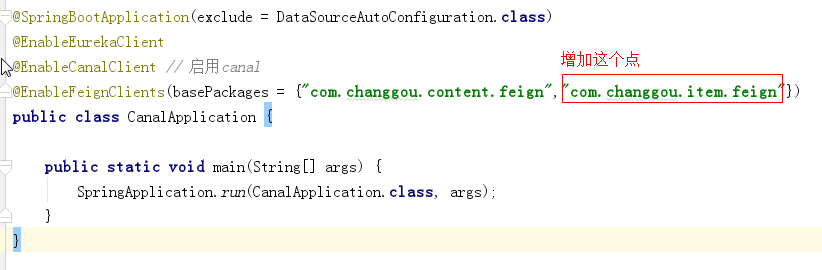 @SpringBootApplication(exclude = DataSourceAutoConfiguration.class)
@EnableEurekaClient
增加这个点
@EnableCanalClient // 启用canal
@EnableFeignClients(basePackages = {"com.changgou.content.feign","com.changgou.item.feign"})
public class CanalApplication {
public static void main(String[] args) {
SpringApplication.run(CanalApplication.class, args);
}
}